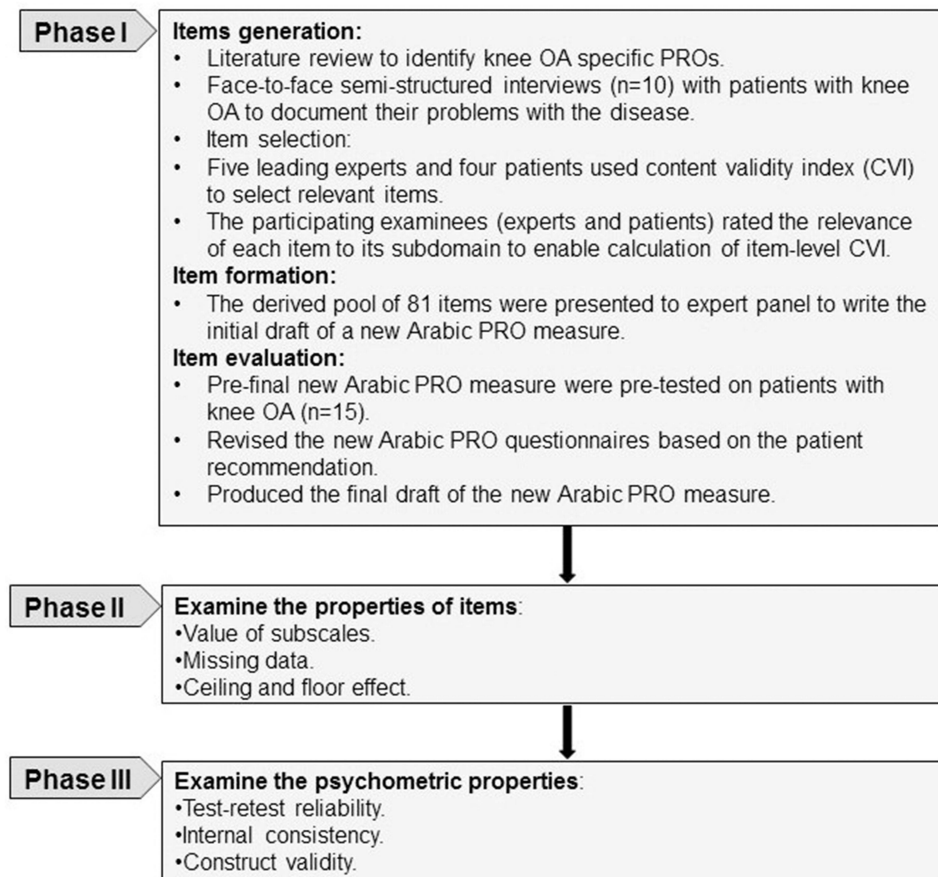 Phase I
Items generation:
• Literature review to identify knee OA specific PROs.
• Face-to-face semi-structured interviews (n=10) with patients with knee
OA to document their problems with the disease.
• Item selection:
• Five leading experts and four patients used content validity index (CVI)
to select relevant items.
• The participating examinees (experts and patients) rated the relevance
of each item to its subdomain to enable calculation of item-level CVI.
Item formation:
• The derived pool of 81 items were presented to expert panel to write the
initial draft of a new Arabic PRO measure.
Item evaluation:
• Pre-final new Arabic PRO measure were pre-tested on patients with
knee OA (n=15).
• Revised the new Arabic PRO questionnaires based on the patient
recommendation.
• Produced the final draft of the new Arabic PRO measure.
Phase II
Examine the properties of items:
•Value of subscales.
•Missing data.
•Ceiling and floor effect.
Phase III
Examine the psychometric properties:
•Test-retest reliability.
•Internal consistency.
•Construct validity.